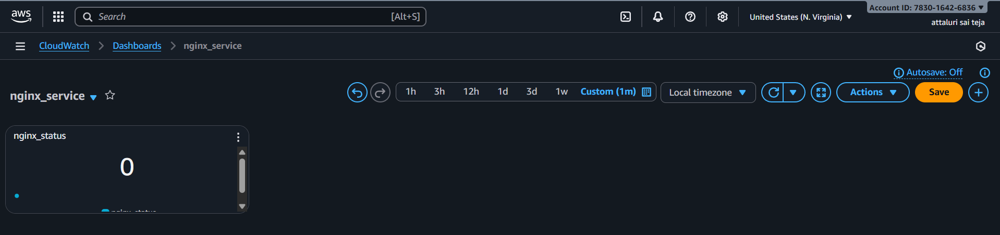 aws
Search [Alt+S]
United States (N. Virginia)
Account ID: 7830-1642-6836
attaluri sai teja
CloudWatch Dashboards nginx_service
Autosave: Off
nginx_service
1h 3h 12h 1d 3d 1w Custom (1m)
Local timezone
Actions
Save
nginx_status
0
nginx_status